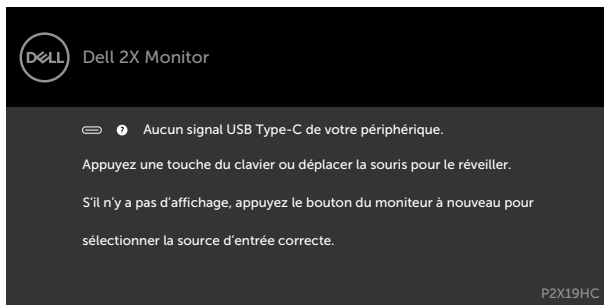 DELL Dell 2X Monitor
? Aucun signal USB Type-C de votre périphérique.
Appuyez une touche du clavier ou déplacer la souris pour le réveiller.
S'il n'y a pas d'affichage, appuyez le bouton du moniteur à nouveau pour
sélectionner la source d'entrée correcte.
P2X19HC